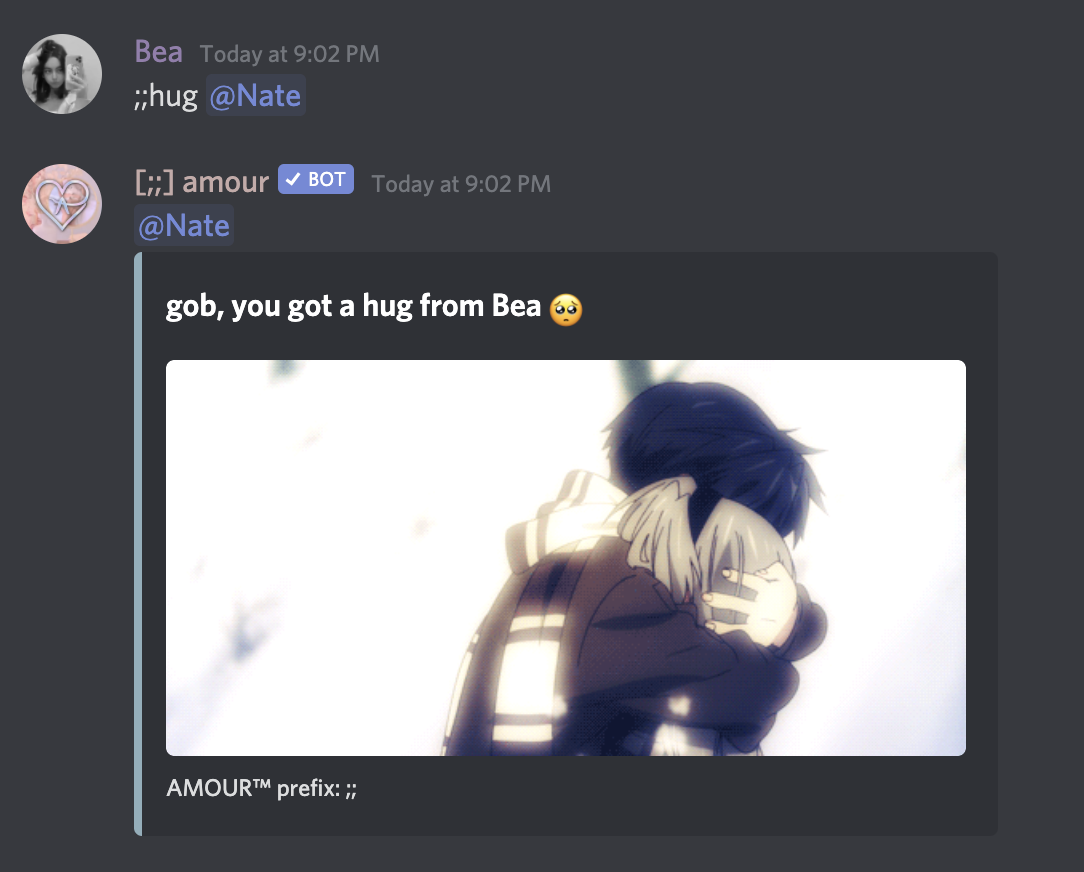 Bea Today at 9:02 PM
;;hug @Nate
[;;] amour ✓ BOT Today at 9:02 PM
@Nate
gob, you got a hug from Bea 🥺
AMOUR™ prefix: ;;